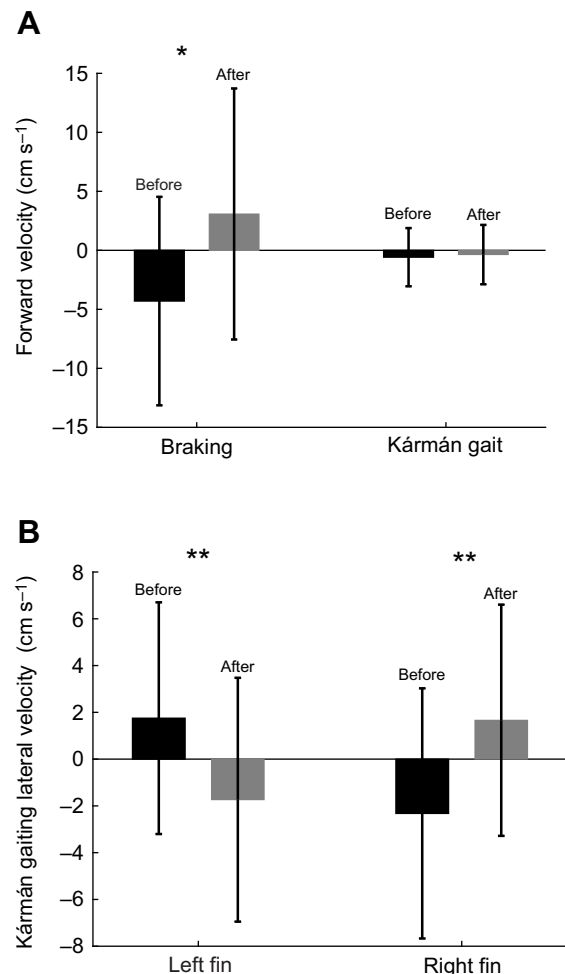 A
*
15
After
10
Before
5
Before
After
0
–5
–10
–15
Forward velocity (cm s–1)
Braking
Kármán gait
B
**
**
8
Before
After
6
4
After
Before
2
0
–2
–4
–6
–8
Kármán gaiting lateral velocity (cm s–1)
Left fin
Right fin